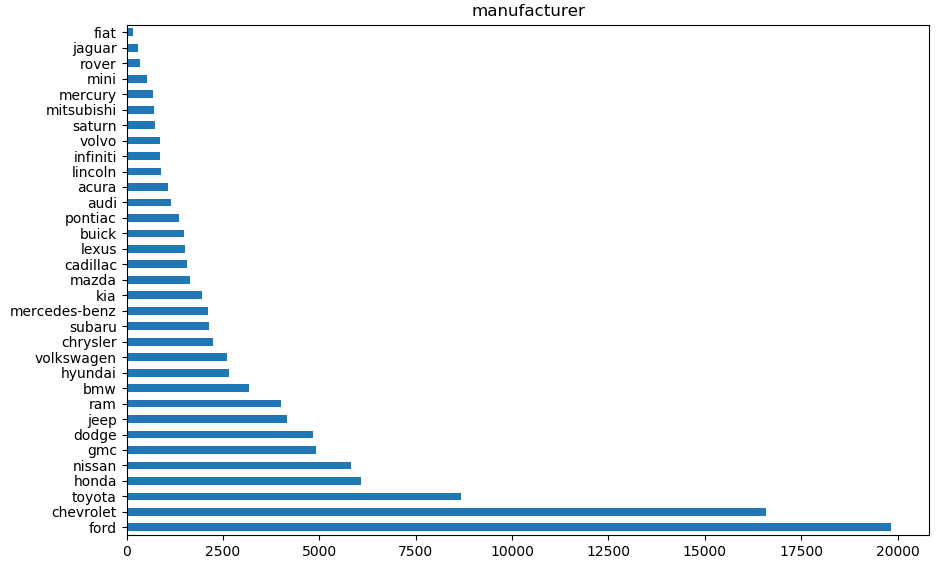 manufacturer
fiat
jaguar
rover
mini
mercury
mitsubishi
saturn
volvo
infiniti
lincoln
acura
audi
pontiac
buick
lexus
cadillac
mazda
kia
mercedes-benz
subaru
chrysler
volkswagen
hyundai
bmw
ram
jeep
dodge
gmc
nissan
honda
toyota
chevrolet
ford
0 2500 5000 7500 10000 12500 15000 17500 20000